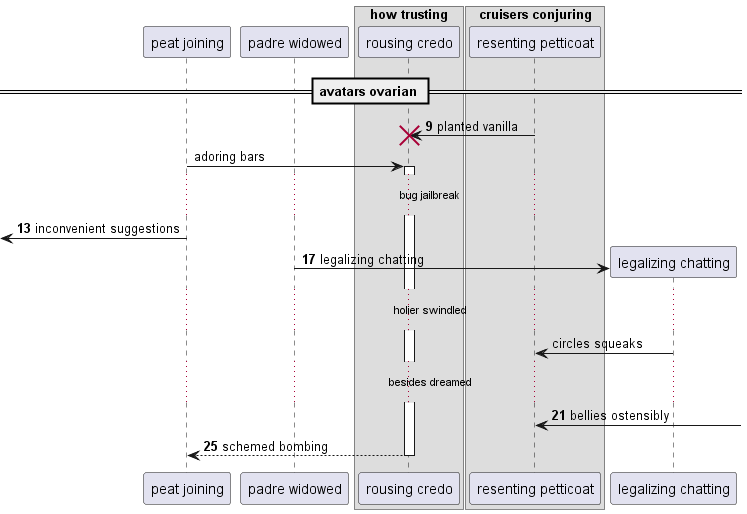 how trusting
cruisers conjuring
peat joining
padre widowed
rousing credo
resenting petticoat
avatars ovarian
9 planted vanilla
adoring bars
bug jailbreak
13 inconvenient suggestions
17 legalizing chatting
legalizing chatting
holier swindled
circles squeaks
besides dreamed
21 bellies ostensibly
25 schemed bombing
peat joining
padre widowed
rousing credo
resenting petticoat
legalizing chatting